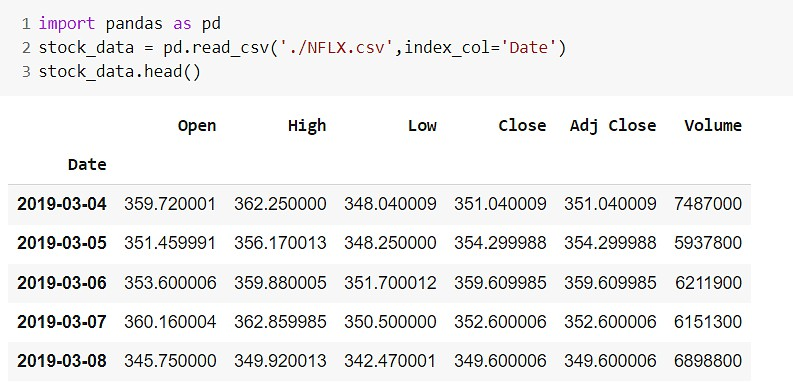 1 import pandas as pd
2 stock_data = pd.read_csv('./NFLX.csv',index_col='Date')
3 stock_data.head()
Open High Low Close Adj Close Volume
Date
2019-03-04 359.720001 362.250000 348.040009 351.040009 351.040009 7487000
2019-03-05 351.459991 356.170013 348.250000 354.299988 354.299988 5937800
2019-03-06 353.600006 359.880005 351.700012 359.609985 359.609985 6211900
2019-03-07 360.160004 362.859985 350.500000 352.600006 352.600006 6151300
2019-03-08 345.750000 349.920013 342.470001 349.600006 349.600006 6898800